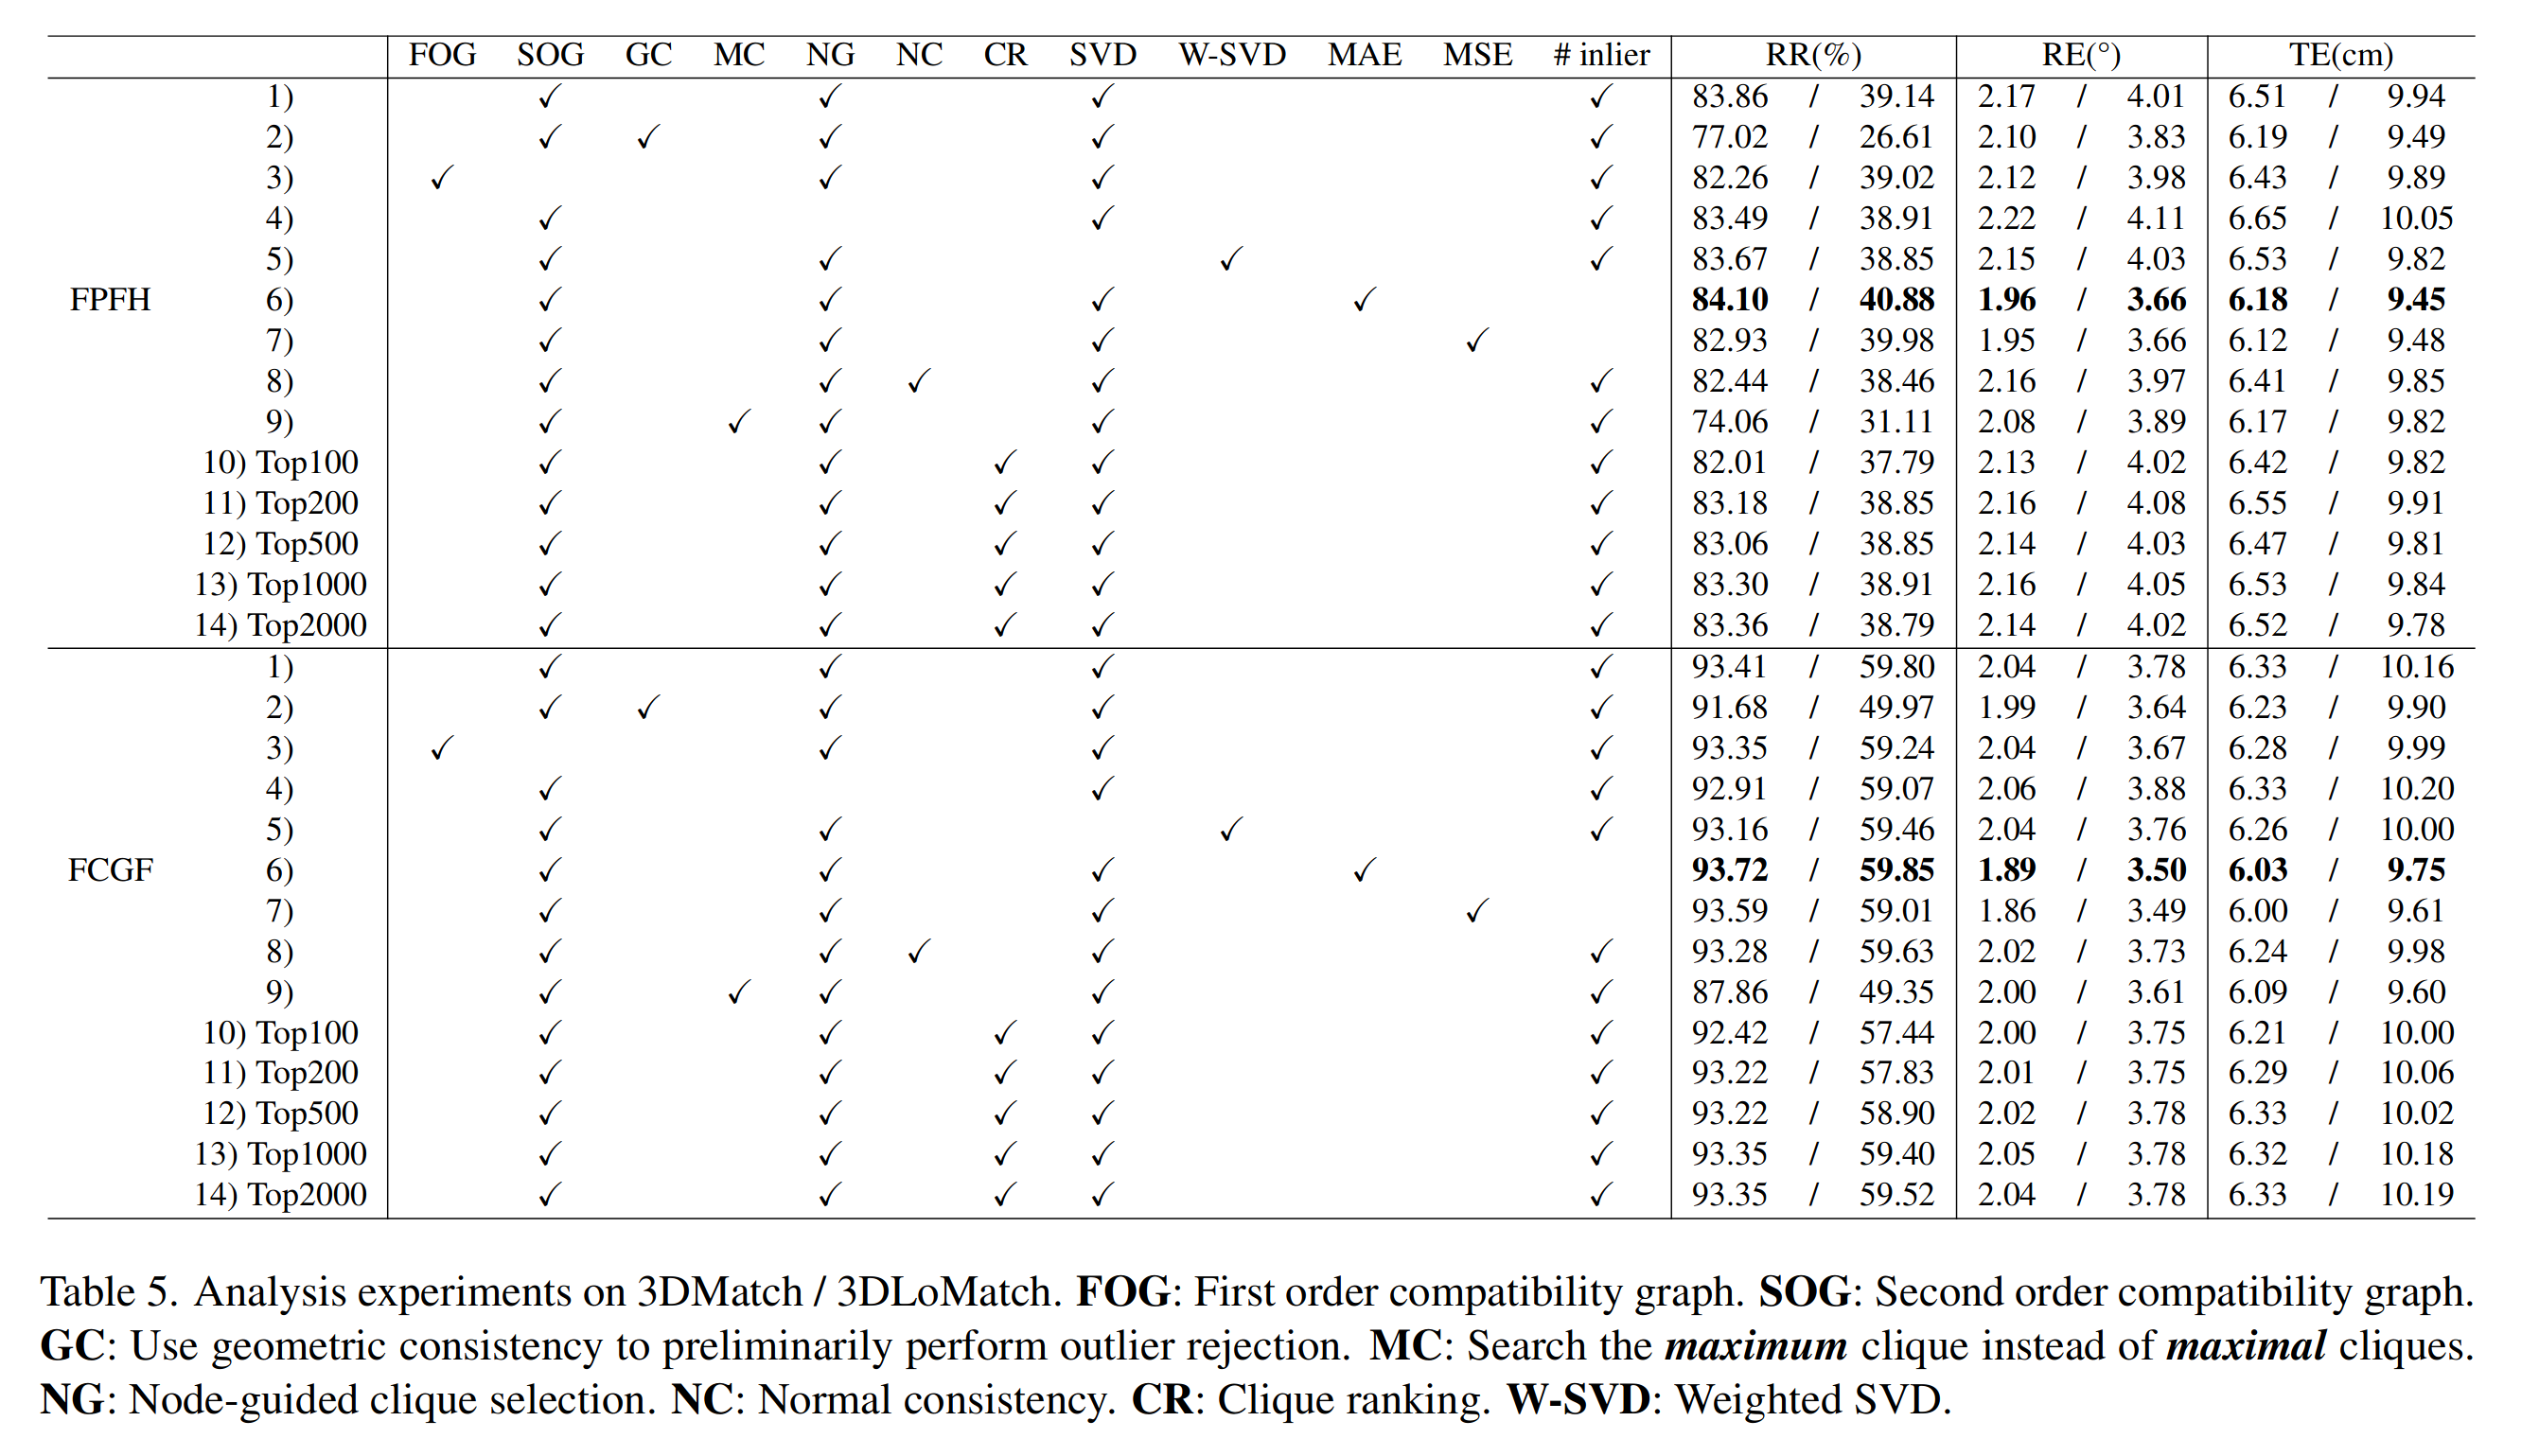 FOG SOG GC MC NG NC CR SVD W-SVD MAE MSE # inlier RR(%) RE(°) TE(cm)
1) ✓ ✓ ✓ ✓ 83.86 / 39.14 2.17 / 4.01 6.51 / 9.94
2) ✓ ✓ ✓ ✓ ✓ 77.02 / 26.61 2.10 / 3.83 6.19 / 9.49
3) ✓ ✓ ✓ ✓ 82.26 / 39.02 2.12 / 3.98 6.43 / 9.89
4) ✓ ✓ ✓ 83.49 / 38.91 2.22 / 4.11 6.65 / 10.05
5) ✓ ✓ ✓ ✓ 83.67 / 38.85 2.15 / 4.03 6.53 / 9.82
FPFH 6) ✓ ✓ ✓ ✓ 84.10 / 40.88 1.96 / 3.66 6.18 / 9.45
7) ✓ ✓ ✓ ✓ 82.93 / 39.98 1.95 / 3.66 6.12 / 9.48
8) ✓ ✓ ✓ ✓ ✓ 82.44 / 38.46 2.16 / 3.97 6.41 / 9.85
9) ✓ ✓ ✓ ✓ ✓ 74.06 / 31.11 2.08 / 3.89 6.17 / 9.82
10) Top100 ✓ ✓ ✓ ✓ ✓ 82.01 / 37.79 2.13 / 4.02 6.42 / 9.82
11) Top200 ✓ ✓ ✓ ✓ ✓ 83.18 / 38.85 2.16 / 4.08 6.55 / 9.91
12) Top500 ✓ ✓ ✓ ✓ ✓ 83.06 / 38.85 2.14 / 4.03 6.47 / 9.81
13) Top1000 ✓ ✓ ✓ ✓ ✓ 83.30 / 38.91 2.16 / 4.05 6.53 / 9.84
14) Top2000 ✓ ✓ ✓ ✓ ✓ 83.36 / 38.79 2.14 / 4.02 6.52 / 9.78
1) ✓ ✓ ✓ ✓ 93.41 / 59.80 2.04 / 3.78 6.33 / 10.16
2) ✓ ✓ ✓ ✓ ✓ 91.68 / 49.97 1.99 / 3.64 6.23 / 9.90
3) ✓ ✓ ✓ ✓ 93.35 / 59.24 2.04 / 3.67 6.28 / 9.99
4) ✓ ✓ ✓ 92.91 / 59.07 2.06 / 3.88 6.33 / 10.20
5) ✓ ✓ ✓ ✓ 93.16 / 59.46 2.04 / 3.76 6.26 / 10.00
FCGF 6) ✓ ✓ ✓ ✓ 93.72 / 59.85 1.89 / 3.50 6.03 / 9.75
7) ✓ ✓ ✓ ✓ 93.59 / 59.01 1.86 / 3.49 6.00 / 9.61
8) ✓ ✓ ✓ ✓ ✓ 93.28 / 59.63 2.02 / 3.73 6.24 / 9.98
9) ✓ ✓ ✓ ✓ ✓ 87.86 / 49.35 2.00 / 3.61 6.09 / 9.60
10) Top100 ✓ ✓ ✓ ✓ ✓ 92.42 / 57.44 2.00 / 3.75 6.21 / 10.00
11) Top200 ✓ ✓ ✓ ✓ ✓ 93.22 / 57.83 2.01 / 3.75 6.29 / 10.06
12) Top500 ✓ ✓ ✓ ✓ ✓ 93.22 / 58.90 2.02 / 3.78 6.33 / 10.02
13) Top1000 ✓ ✓ ✓ ✓ ✓ 93.35 / 59.40 2.05 / 3.78 6.32 / 10.18
14) Top2000 ✓ ✓ ✓ ✓ ✓ 93.35 / 59.52 2.04 / 3.78 6.33 / 10.19
Table 5. Analysis experiments on 3DMatch / 3DLoMatch. FOG: First order compatibility graph. SOG: Second order compatibility graph.
GC: Use geometric consistency to preliminarily perform outlier rejection. MC: Search the maximum clique instead of maximal cliques.
NG: Node-guided clique selection. NC: Normal consistency. CR: Clique ranking. W-SVD: Weighted SVD.